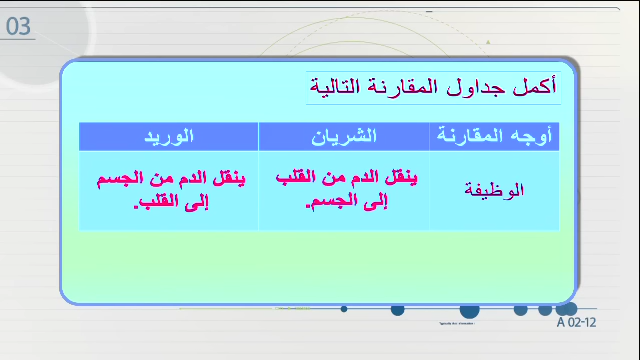 03
أكمل جداول المقارنة التالية
أوجه المقارنة الشريان الوريد
الوظيفة
ينقل الدم من القلب
إلى الجسم.
ينقل الدم من الجسم
إلى القلب.
A 02-12